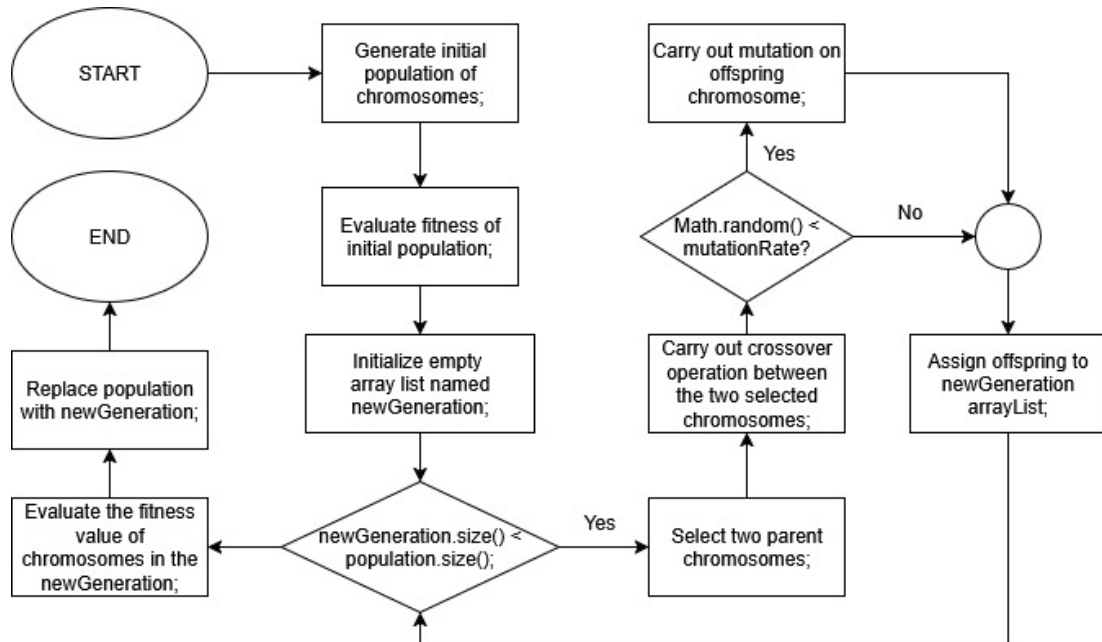 START
Generate initial
population of
chromosomes;
Carry out mutation on
offspring
chromosome;
Yes
END
Evaluate fitness of
initial population;
Math.random() <
mutationRate?
No
Replace population
with newGeneration;
Initialize empty
array list named
newGeneration;
Carry out crossover
operation between
the two selected
chromosomes;
Assign offspring to
newGeneration
arrayList;
Evaluate the fitness
value of
chromosomes in the
newGeneration;
newGeneration.size() <
population.size();
Yes
Select two parent
chromosomes;